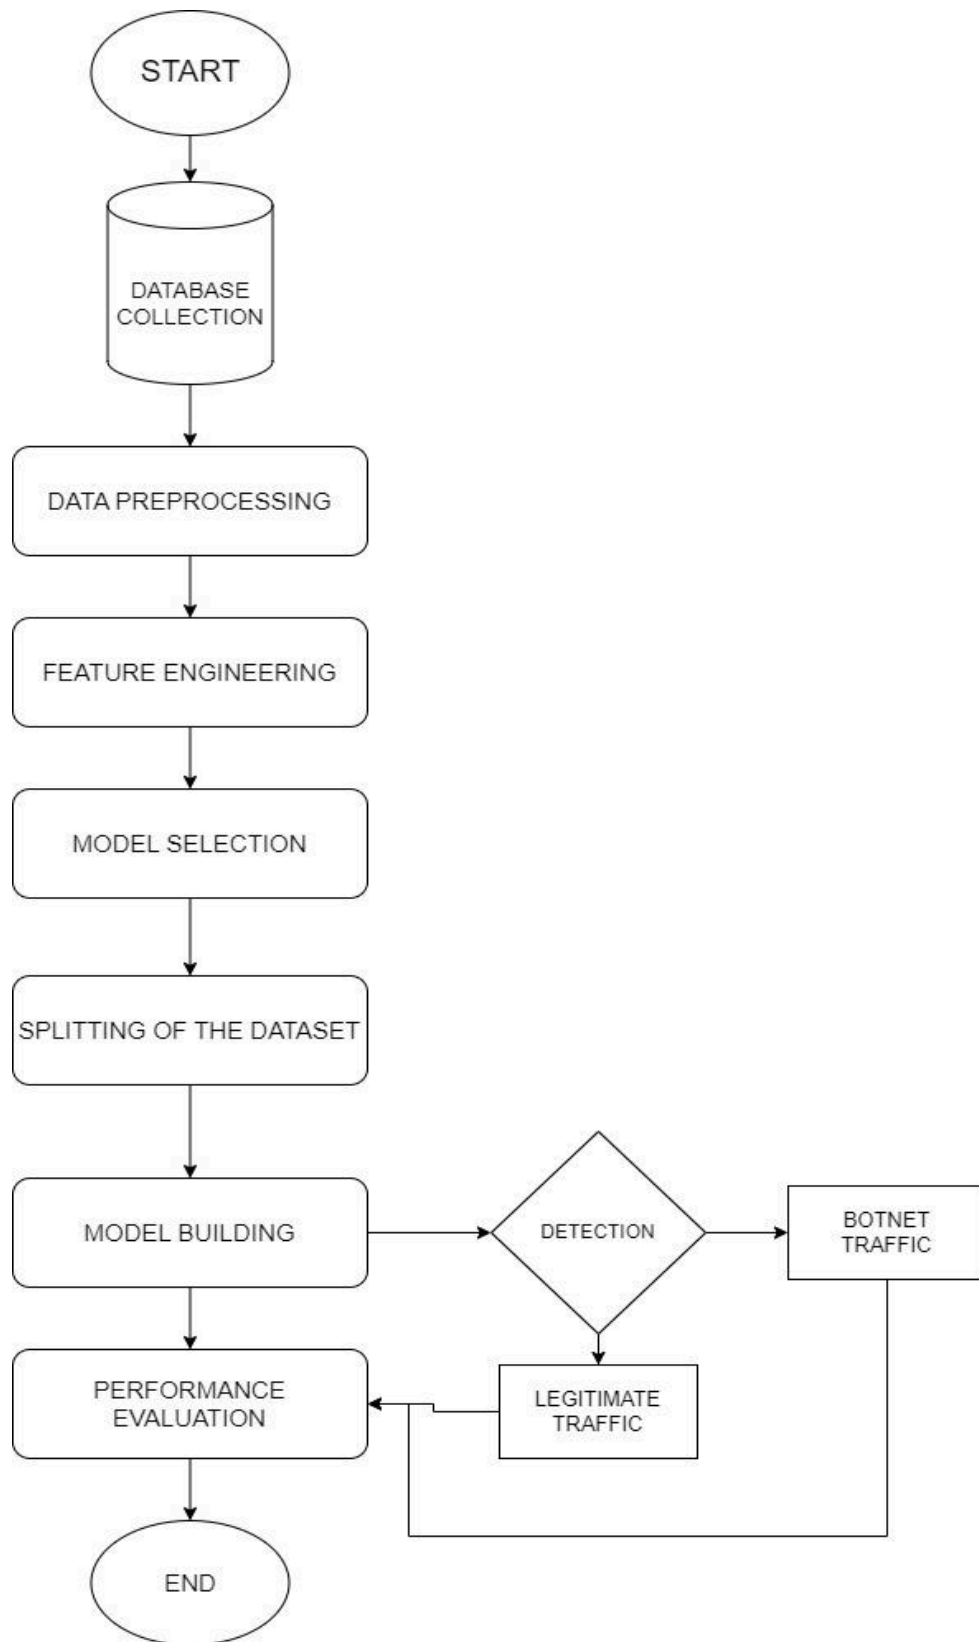 START
DATABASE
COLLECTION
DATA PREPROCESSING
FEATURE ENGINEERING
MODEL SELECTION
SPLITTING OF THE DATASET
MODEL BUILDING
DETECTION
BOTNET
TRAFFIC
PERFORMANCE
EVALUATION
LEGITIMATE
TRAFFIC
END